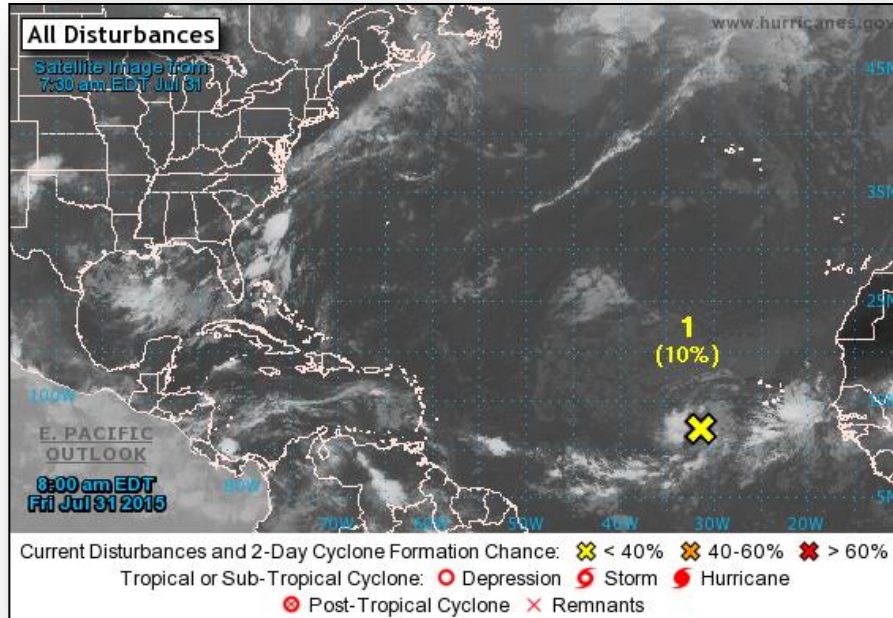 All Disturbances
www.hurricanes.gov
Satellite Image from
7:30 am EDT Jul 31
45N
35N
25N
1
(10%)
100W
15N
E. PACIFIC
OUTLOOK
8:00 am EDT
Fri Jul 31 2015
80W
5N
70W
60W
50W
40W
30W
20W
Current Disturbances and 2-Day Cyclone Formation Chance: < 40% 40-60% > 60%
Tropical or Sub-Tropical Cyclone: Depression Storm Hurricane
Post-Tropical Cyclone Remnants